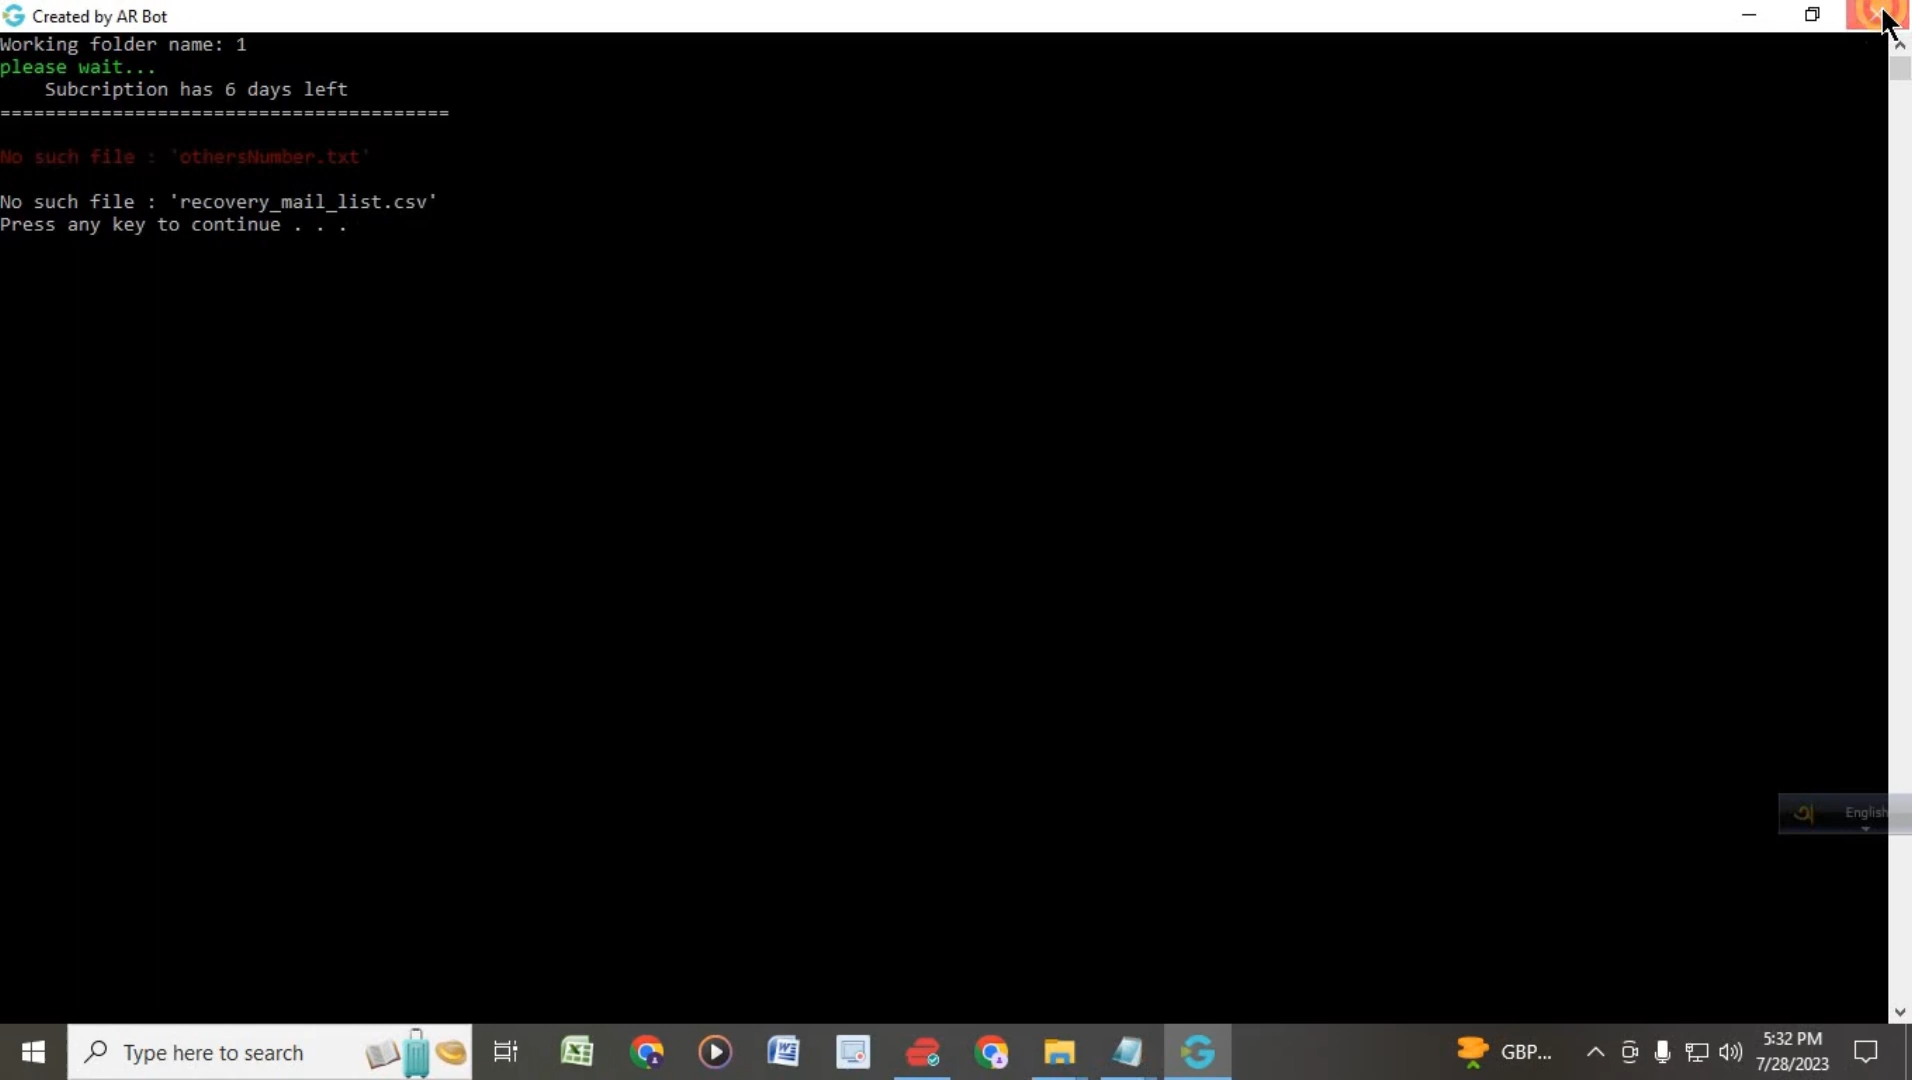 Created by AR Bot
Working folder name: 1
please wait...
Subcription has 6 days left
========================================
No such file : 'othersNumber.txt'
No such file : 'recovery_mail_list.csv'
Press any key to continue . . .
অ English
Type here to search
GBP...
5:32 PM
7/28/2023